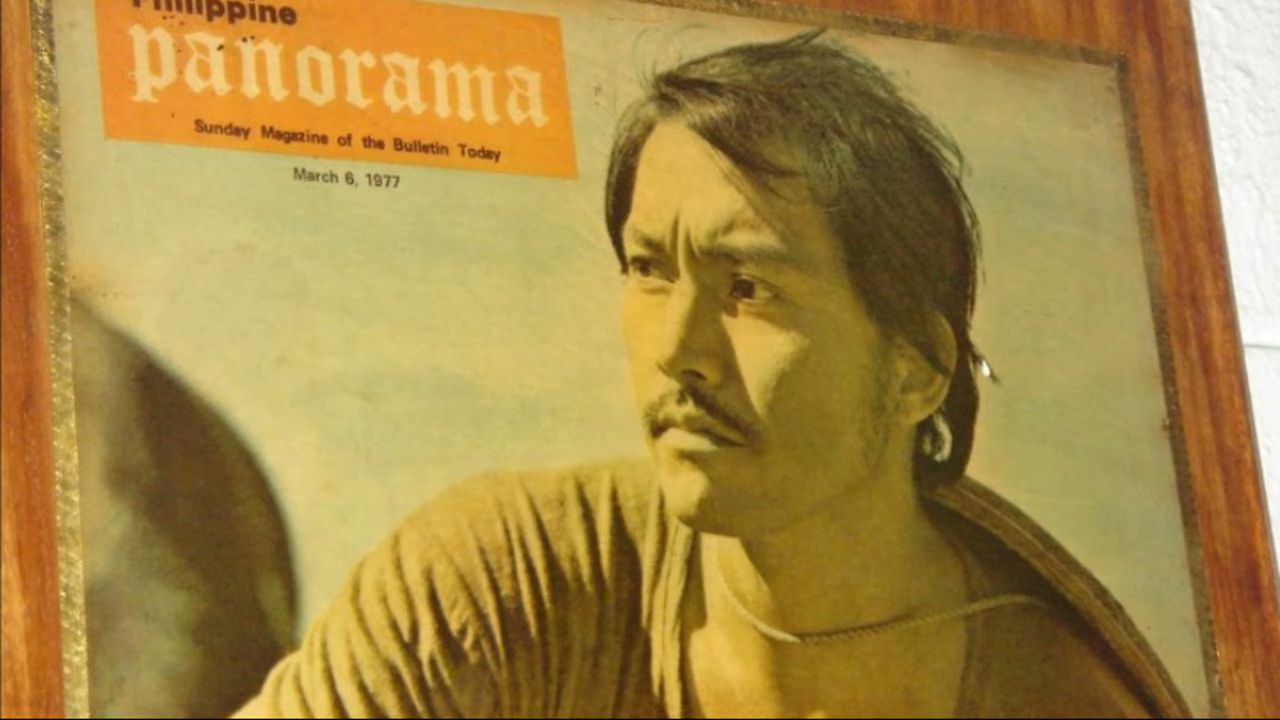 Philippine
panorama
Sunday Magazine of the Bulletin Today
March 6, 1977